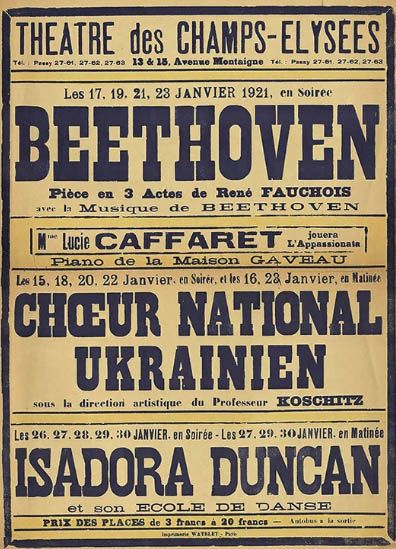 THEATRE des CHAMPS-ELYSÉES
Tél. : Passy 27-61, 27-62, 27-63 13 & 15, Avenue Montaigne Tél. : Passy 27-61, 27-62, 27-63
Les 17, 19, 21, 23 JANVIER 1921, en Soirée
BEETHOVEN
Pièce en 3 Actes de René FAUCHOIS
avec la Musique de BEETHOVEN
Mme Lucie CAFFARET jouera L'Appassionata
Piano de la Maison GAVEAU
Les 15, 18, 20, 22 Janvier, en Soirée, et les 16, 23 Janvier, en Matinée
CHŒUR NATIONAL
UKRAINIEN
sous la direction artistique du Professeur KOSCHITZ
Les 26, 27, 28, 29, 30 JANVIER, en Soirée - Les 27, 29, 30 JANVIER, en Matinée
ISADORA DUNCAN
et son ECOLE DE DANSE
PRIX DES PLACES de 3 francs à 20 francs — Autobus à la sortie
Imprimerie WATELET - Paris